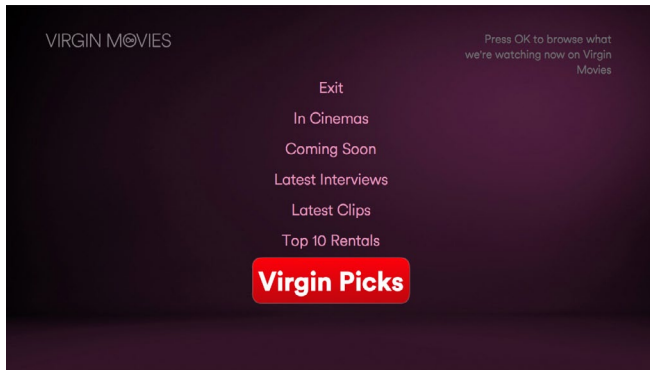 VIRGIN MOVIES
Press OK to browse what
we're watching now on Virgin
Movies
Exit
In Cinemas
Coming Soon
Latest Interviews
Latest Clips
Top 10 Rentals
Virgin Picks